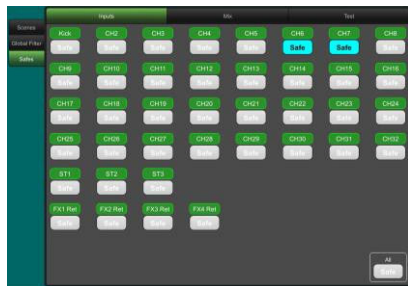 Inputs Mix Text
Scenes
Global Filter
Safes
Kick CH2 CH3 CH4 CH5 CH6 CH7 CH8
Safe Safe Safe Safe Safe Safe Safe Safe
CH9 CH10 CH11 CH12 CH13 CH14 CH15 CH16
Safe Safe Safe Safe Safe Safe Safe Safe
CH17 CH18 CH19 CH20 CH21 CH22 CH23 CH24
Safe Safe Safe Safe Safe Safe Safe Safe
CH25 CH26 CH27 CH28 CH29 CH30 CH31 CH32
Safe Safe Safe Safe Safe Safe Safe Safe
ST1 ST2 ST3
Safe Safe Safe
FX1 Ret FX2 Ret FX3 Ret FX4 Ret
Safe Safe Safe Safe
All
Safe